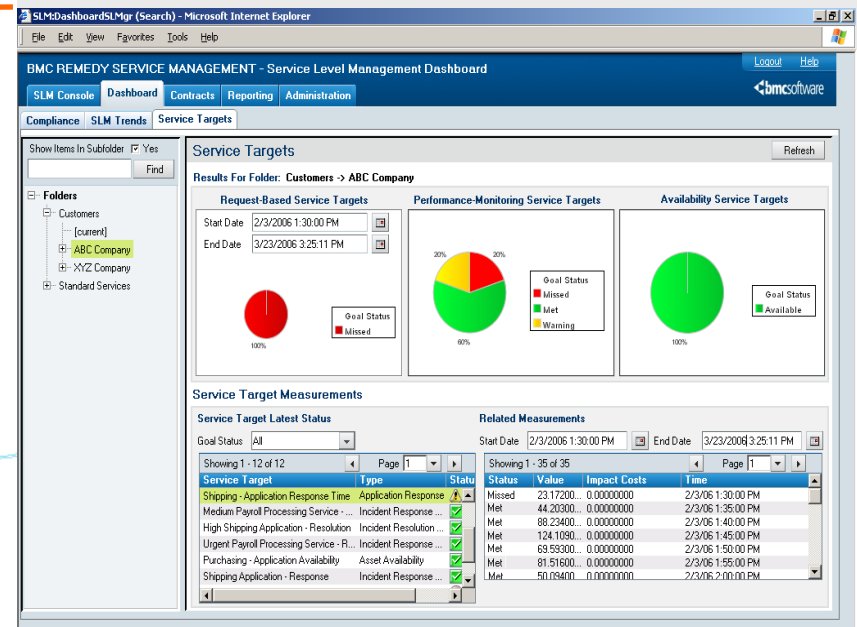 SLM:DashboardSLMgr (Search) - Microsoft Internet Explorer
File Edit View Favorites Tools Help
BMC REMEDY SERVICE MANAGEMENT - Service Level Management Dashboard
Logout Help
SLM Console Dashboard Contracts Reporting Administration
bmcsoftware
Compliance SLM Trends Service Targets
Show Items In Subfolder Yes
Find
Folders
Customers
[current]
ABC Company
XYZ Company
Standard Services
Service Targets
Refresh
Results For Folder: Customers -> ABC Company
Request-Based Service Targets
Start Date 2/3/2006 1:30:00 PM
End Date 3/23/2006 3:25:11 PM
Goal Status
Missed
100%
Performance-Monitoring Service Targets
20% 20%
Goal Status
Missed
Met
Warning
60%
Availability Service Targets
Goal Status
Available
100%
Service Target Measurements
Service Target Latest Status
Goal Status All
Showing 1 - 12 of 12 Page 1
Service Target Type Statu
Shipping - Application Response Time Application Response
Medium Payroll Processing Service - ... Incident Response ...
High Shipping Application - Resolution Incident Resolution ...
Urgent Payroll Processing Service - R... Incident Response ...
Purchasing - Application Availability Asset Availability
Shipping Application - Response Incident Response ...
Related Measurements
Start Date 2/3/2006 1:30:00 PM End Date 3/23/2006 3:25:11 PM
Showing 1 - 35 of 35 Page 1
Status Value Impact Costs Time
Missed 23.17200... 0.00000000 2/3/06 1:30:00 PM
Met 44.20300... 0.00000000 2/3/06 1:35:00 PM
Met 88.23400... 0.00000000 2/3/06 1:40:00 PM
Met 124.1090... 0.00000000 2/3/06 1:45:00 PM
Met 69.59300... 0.00000000 2/3/06 1:50:00 PM
Met 81.51600... 0.00000000 2/3/06 1:55:00 PM
Met 50.09400... 0.00000000 2/3/06 2:00:00 PM